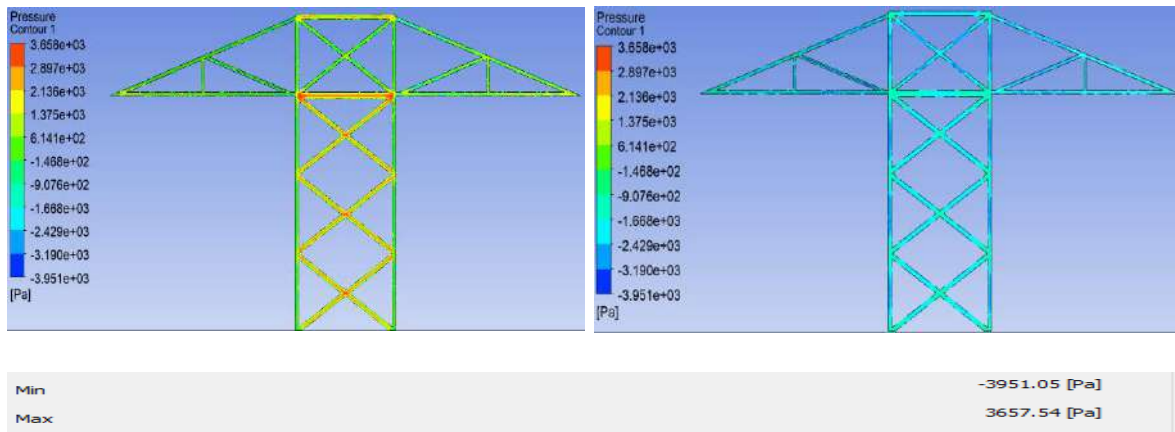 Pressure
Contour 1
3.658e+03
2.897e+03
2.136e+03
1.375e+03
6.141e+02
-1.468e+02
-9.076e+02
-1.668e+03
-2.429e+03
-3.190e+03
-3.951e+03
[Pa]
Pressure
Contour 1
3.658e+03
2.897e+03
2.136e+03
1.375e+03
6.141e+02
-1.468e+02
-9.076e+02
-1.668e+03
-2.429e+03
-3.190e+03
-3.951e+03
[Pa]
Min -3951.05 [Pa]
Max 3657.54 [Pa]